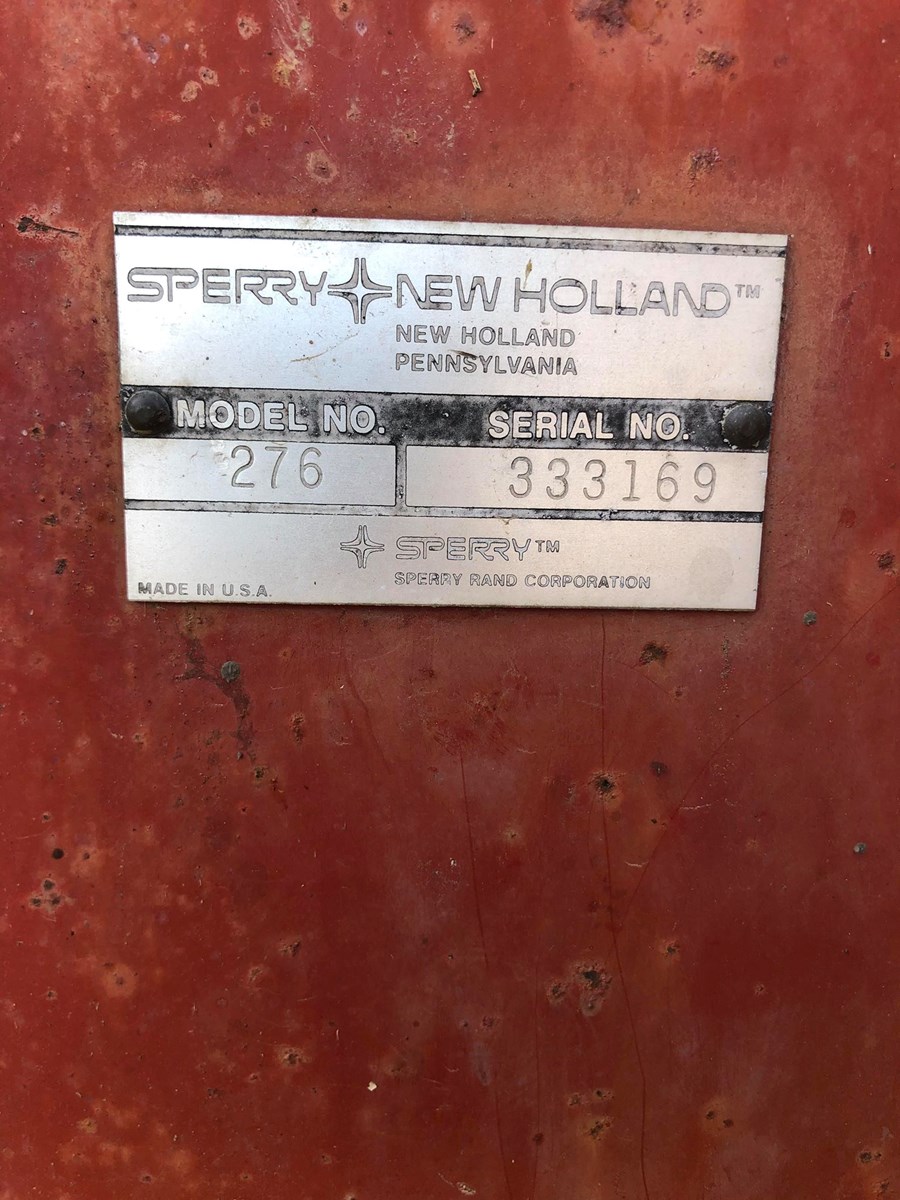 SPERRY NEW HOLLAND™
NEW HOLLAND
PENNSYLVANIA
MODEL NO. SERIAL NO.
276 333169
SPERRY™
SPERRY RAND CORPORATION
MADE IN U.S.A.